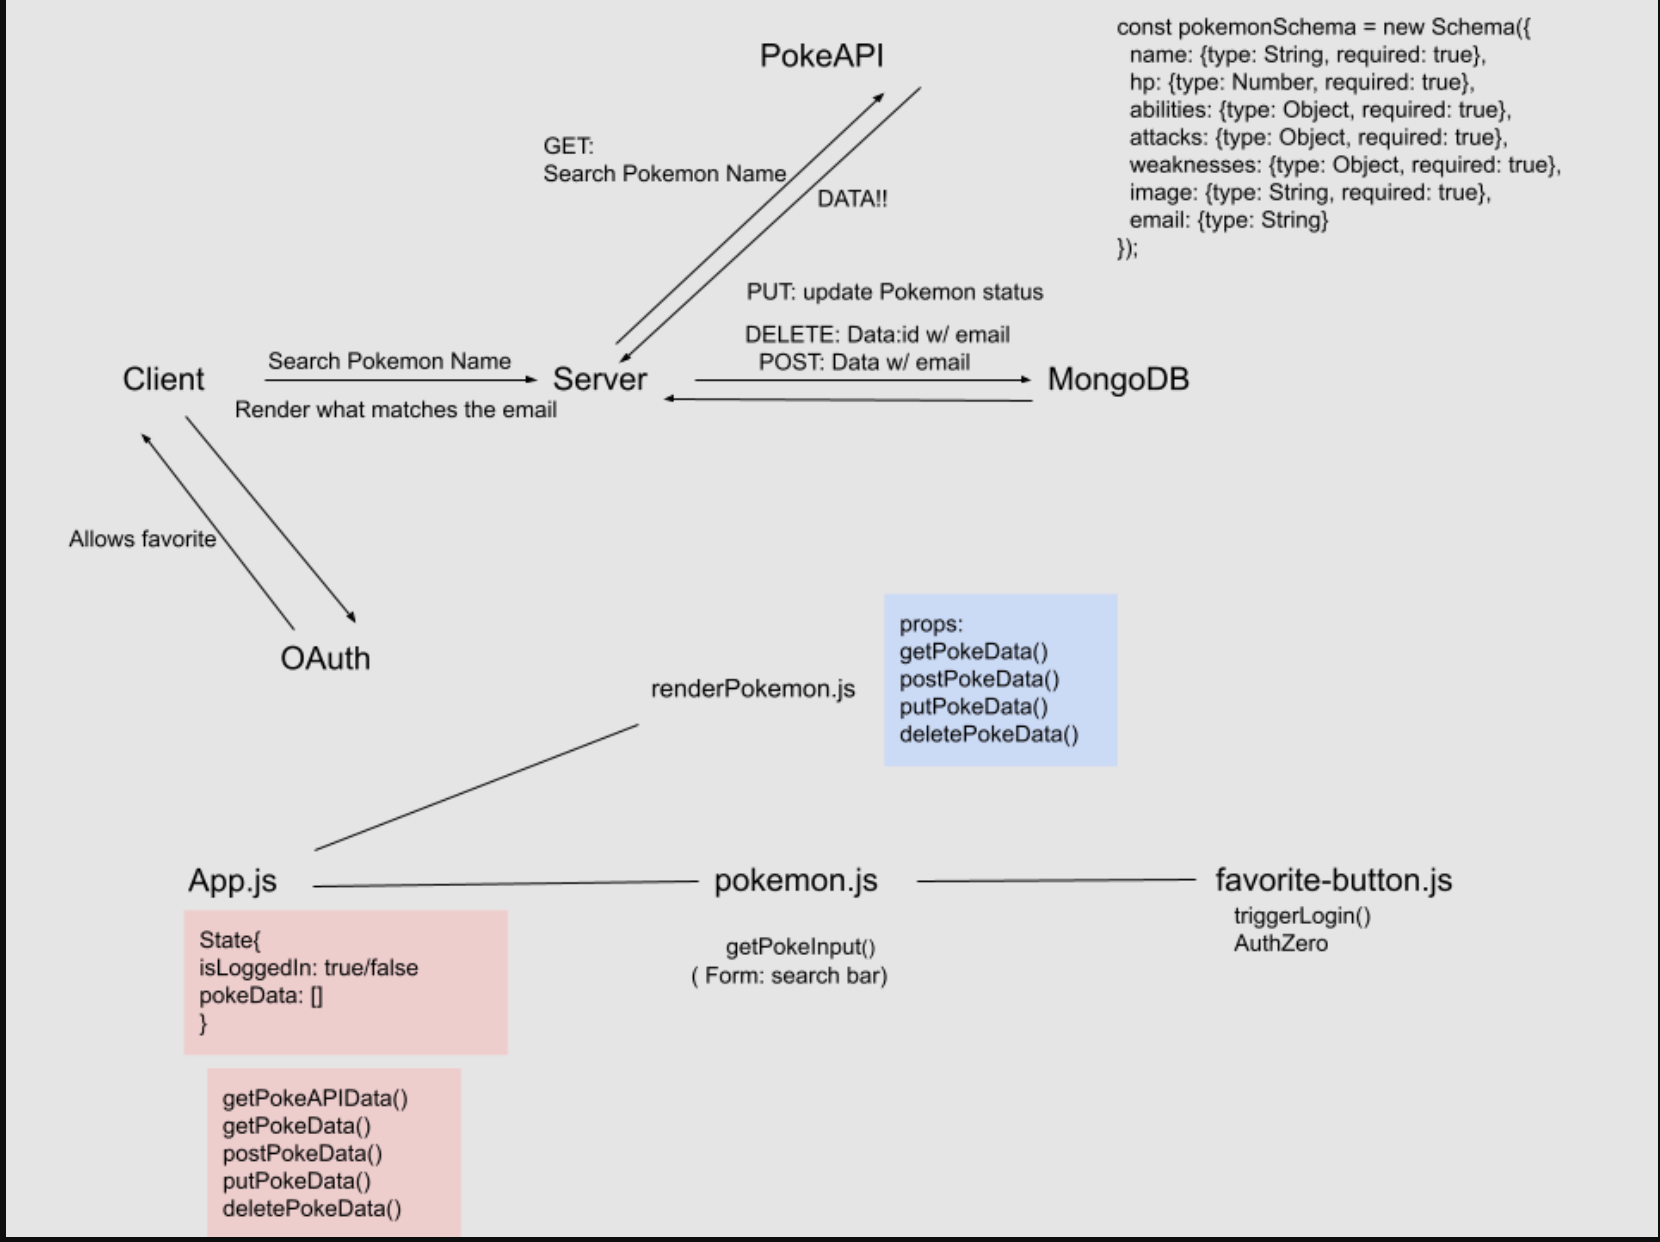 PokeAPI
const pokemonSchema = new Schema({
name: {type: String, required: true},
hp: {type: Number, required: true},
abilities: {type: Object, required: true},
attacks: {type: Object, required: true},
weaknesses: {type: Object, required: true},
image: {type: String, required: true},
email: {type: String}
});
GET:
Search Pokemon Name
DATA!!
PUT: update Pokemon status
DELETE: Data:id w/ email
POST: Data w/ email
Client
Search Pokemon Name
Render what matches the email
Server
MongoDB
Allows favorite
OAuth
renderPokemon.js
props:
getPokeData()
postPokeData()
putPokeData()
deletePokeData()
App.js
pokemon.js
favorite-button.js
State{
isLoggedIn: true/false
pokeData: []
}
getPokeInput()
( Form: search bar)
triggerLogin()
AuthZero
getPokeAPIData()
getPokeData()
postPokeData()
putPokeData()
deletePokeData()